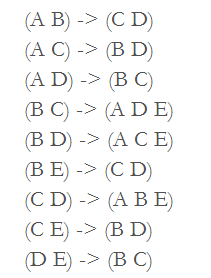 (A B) -> (C D)
(A C) -> (B D)
(A D) -> (B C)
(B C) -> (A D E)
(B D) -> (A C E)
(B E) -> (C D)
(C D) -> (A B E)
(C E) -> (B D)
(D E) -> (B C)